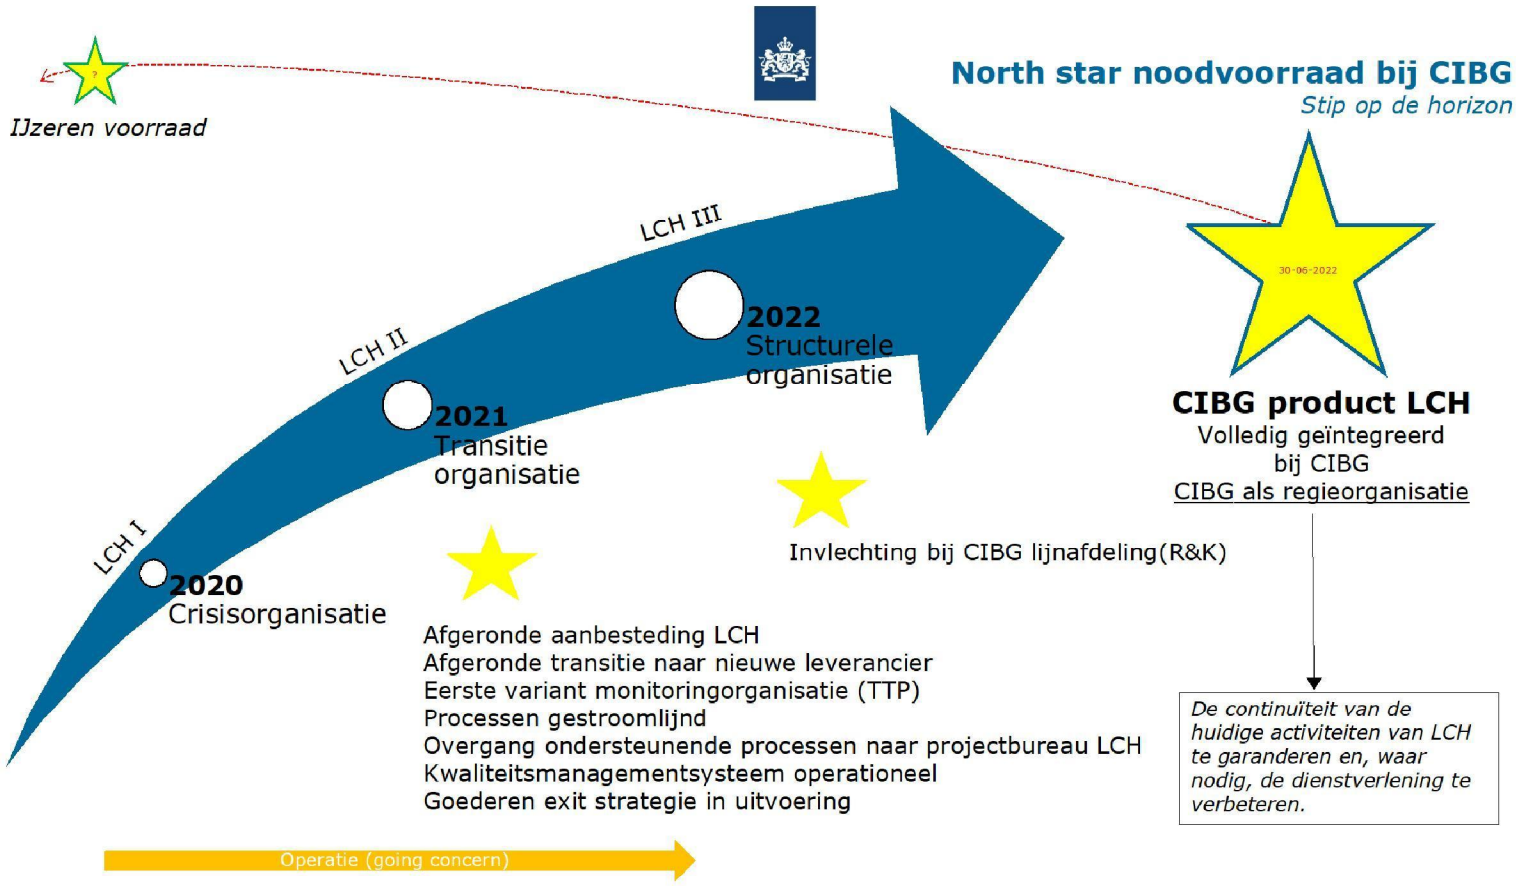 North star noodvoorraad bij CIBG
Stip op de horizon
?
IJzeren voorraad
LCH III
30-06-2022
2022
Structurele
organisatie
LCH II
2021
Transitie
organisatie
CIBG product LCH
Volledig geïntegreerd
bij CIBG
CIBG als regieorganisatie
LCH I
2020
Crisisorganisatie
Invlechting bij CIBG lijnafdeling(R&K)
Afgeronde aanbesteding LCH
Afgeronde transitie naar nieuwe leverancier
Eerste variant monitoringorganisatie (TTP)
Processen gestroomlijnd
Overgang ondersteunende processen naar projectbureau LCH
Kwaliteitsmanagementsysteem operationeel
Goederen exit strategie in uitvoering
De continuïteit van de
huidige activiteiten van LCH
te garanderen en, waar
nodig, de dienstverlening te
verbeteren.
Operatie (going concern)